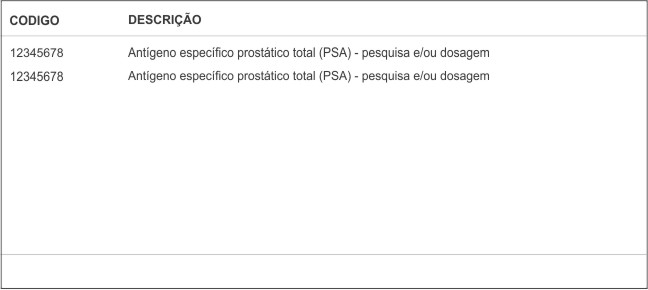 CODIGO DESCRIÇÃO
12345678 Antígeno específico prostático total (PSA) - pesquisa e/ou dosagem
12345678 Antígeno específico prostático total (PSA) - pesquisa e/ou dosagem